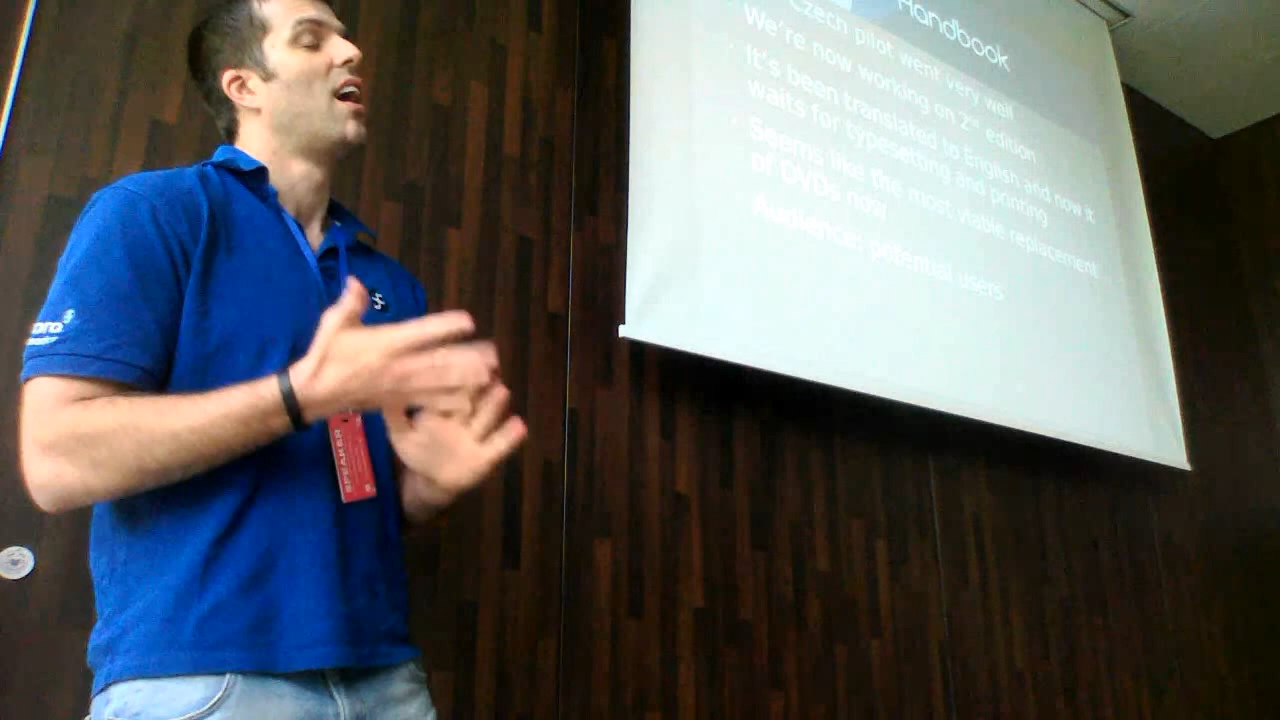 Handbook
Czech pilot went very well
We're now working on 2nd edition
It's been translated to English and now it
waits for typesetting and printing
Seems like the most viable replacement
of DVDs now
Audience: potential users
SPEAKER